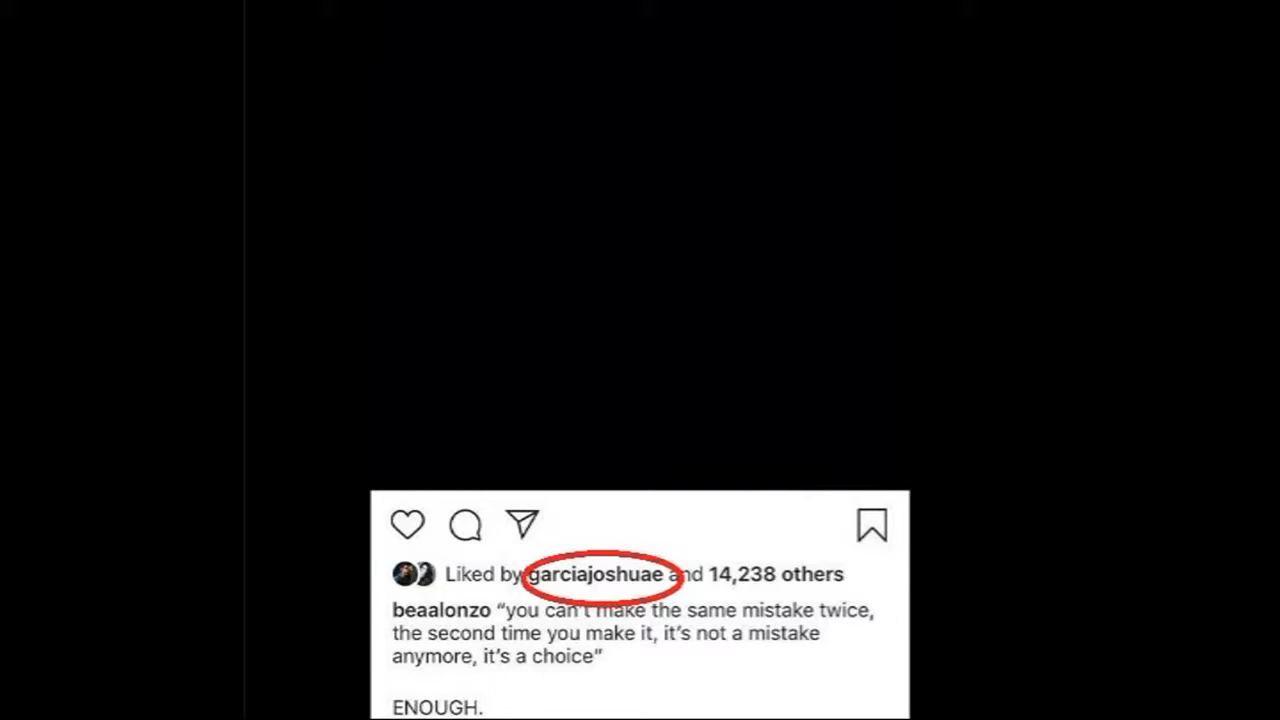 Liked by garciajoshuae and 14,238 others
beaalonzo “you can't make the same mistake twice,
the second time you make it, it's not a mistake
anymore, it's a choice”
ENOUGH.